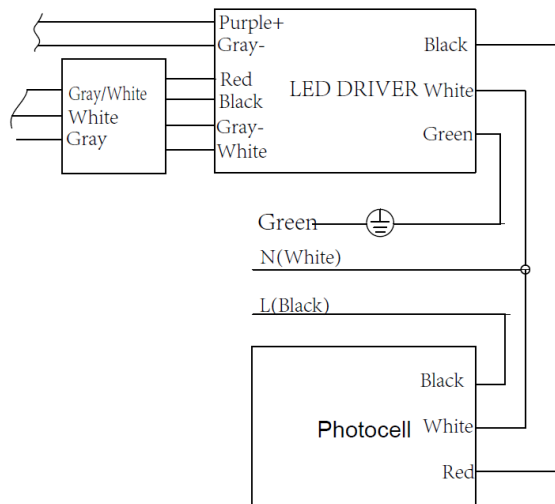 Purple+
Gray-
Black
Red
Gray/White
LED DRIVER
White
Black
White
Gray-
Gray
Green
White
Green
N(White)
L(Black)
Black
Photocell
White
Red